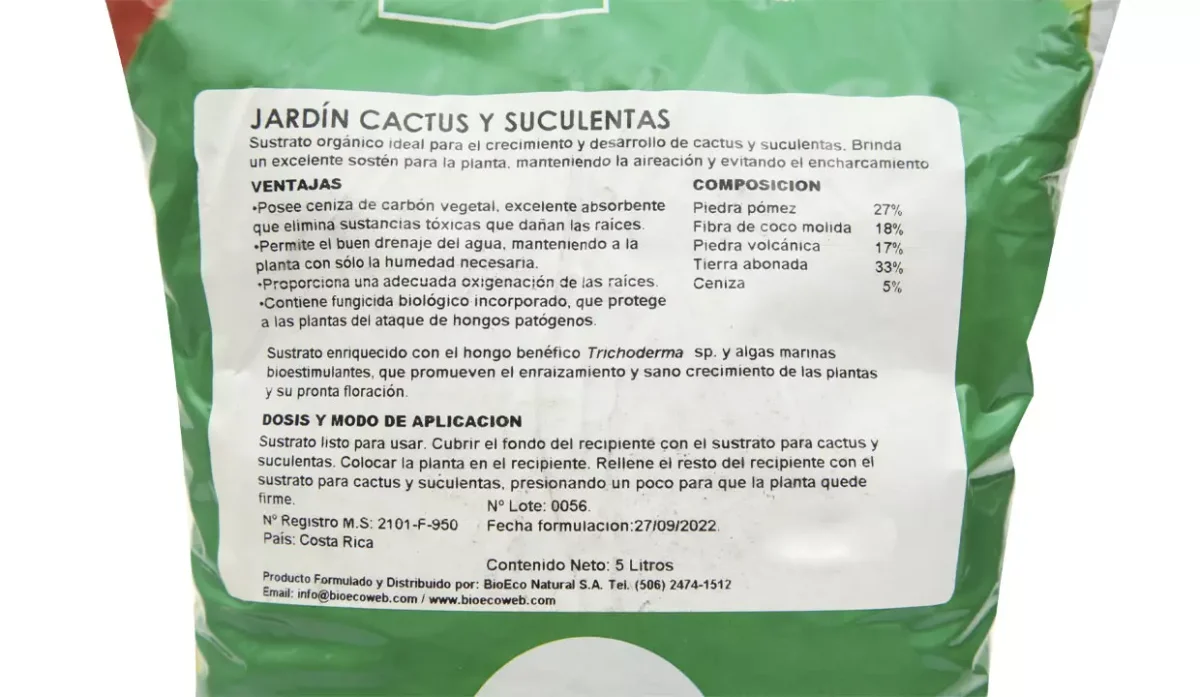 JARDÍN CACTUS Y SUCULENTAS
Sustrato orgánico ideal para el crecimiento y desarrollo de cactus y suculentas. Brinda
un excelente sostén para la planta, manteniendo la aireación y evitando el encharcamiento
VENTAJAS
•Posee ceniza de carbón vegetal, excelente absorbente
que elimina sustancias tóxicas que dañan las raíces.
•Permite el buen drenaje del agua, manteniendo a la
planta con sólo la humedad necesaria.
•Proporciona una adecuada oxigenación de las raíces.
•Contiene fungicida biológico incorporado, que protege
a las plantas del ataque de hongos patógenos.
COMPOSICION
Piedra pómez 27%
Fibra de coco molida 18%
Piedra volcánica 17%
Tierra abonada 33%
Ceniza 5%
Sustrato enriquecido con el hongo benéfico Trichoderma sp. y algas marinas
bioestimulantes, que promueven el enraizamiento y sano crecimiento de las plantas
y su pronta floración.
DOSIS Y MODO DE APLICACION
Sustrato listo para usar. Cubrir el fondo del recipiente con el sustrato para cactus y
suculentas. Colocar la planta en el recipiente. Rellene el resto del recipiente con el
sustrato para cactus y suculentas, presionando un poco para que la planta quede
firme.
Nº Lote: 0056.
Nº Registro M.S: 2101-F-950 Fecha formulacion:27/09/2022.
País: Costa Rica
Contenido Neto: 5 Litros
Producto Formulado y Distribuido por: BioEco Natural S.A. Tel. (506) 2474-1512
Email: info@bioecoweb.com / www.bioecoweb.com